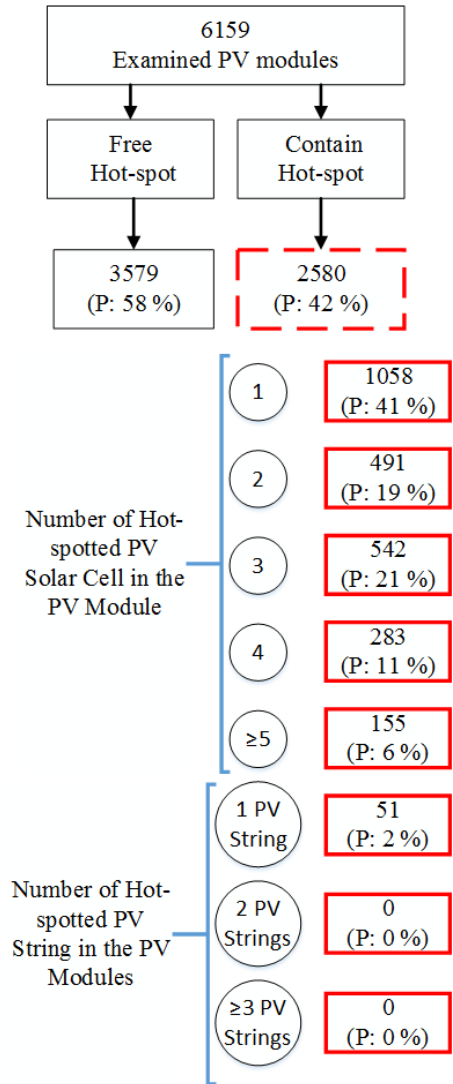 6159
Examined PV modules
Free
Hot-spot
Contain
Hot-spot
3579
(P: 58 %)
2580
(P: 42 %)
Number of Hot-
spotted PV
Solar Cell in the
PV Module
1
1058
(P: 41 %)
2
491
(P: 19 %)
3
542
(P: 21 %)
4
283
(P: 11 %)
≥5
155
(P: 6 %)
Number of Hot-
spotted PV
String in the PV
Modules
1 PV
String
51
(P: 2 %)
2 PV
Strings
0
(P: 0 %)
≥3 PV
Strings
0
(P: 0 %)